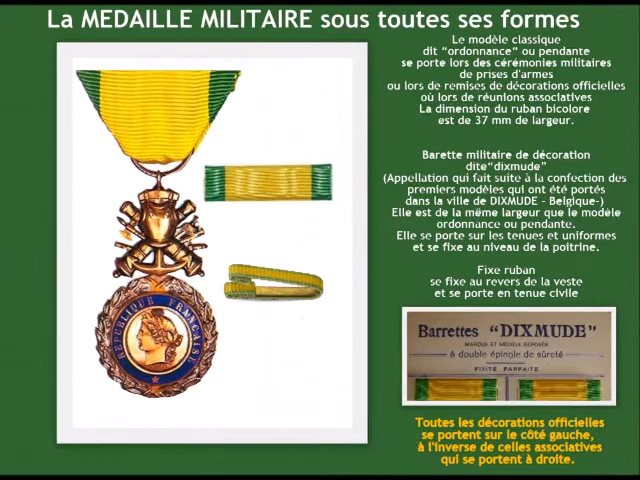 La MEDAILLE MILITAIRE sous toutes ses formes
Le modèle classique
dit "ordonnance" ou pendante
se porte lors des cérémonies militaires
de prises d'armes
ou lors de remises de décorations officielles
où lors de réunions associatives
La dimension du ruban bicolore
est de 37 mm de largeur.
Barette militaire de décoration
dite"dixmude"
(Appellation qui fait suite à la confection des
premiers modèles qui ont été portés
dans la ville de DIXMUDE - Belgique-)
Elle est de la même largeur que le modèle
ordonnance ou pendante.
Elle se porte sur les tenues et uniformes
et se fixe au niveau de la poitrine.
Fixe ruban
se fixe au revers de la veste
et se porte en tenue civile
RÉPUBLIQUE FRANÇAISE
Barrettes "DIXMUDE"
MARQUE ET MODÈLE DÉPOSÉS
à double épingle de sûreté
FIXITÉ PARFAITE
Toutes les décorations officielles
se portent sur le côté gauche,
à l'inverse de celles associatives
qui se portent à droite.